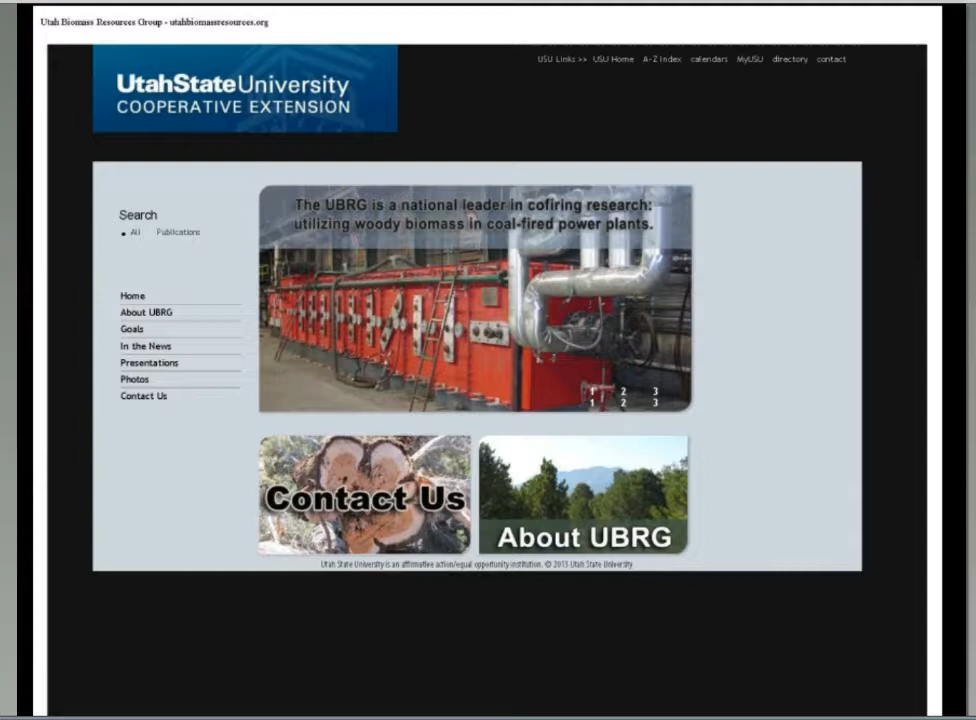 Utah Biomass Resources Group - utahbiomassresources.org
USU Links >> USU Home A-Z Index calendars MyUSU directory contact
UtahStateUniversity
COOPERATIVE EXTENSION
Search
All Publications
Home
About UBRG
Goals
In the News
Presentations
Photos
Contact Us
The UBRG is a national leader in cofiring research:
utilizing woody biomass in coal-fired power plants.
1 2 3
1 2 3
Contact Us
About UBRG
Utah State University is an affirmative action/equal opportunity institution. © 2013 Utah State University